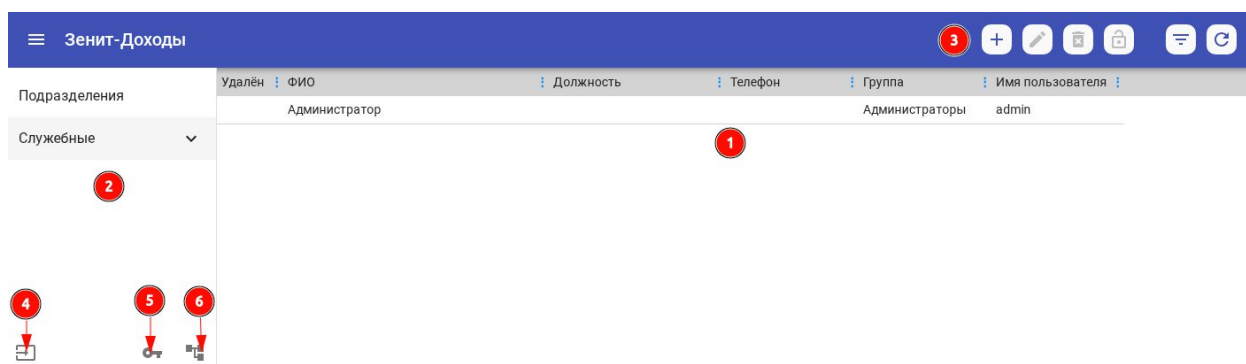 Зенит-Доходы
3
Подразделения
Служебные
Удалён ФИО Должность Телефон Группа Имя пользователя
Администратор Администраторы admin
1
2
4
5
6